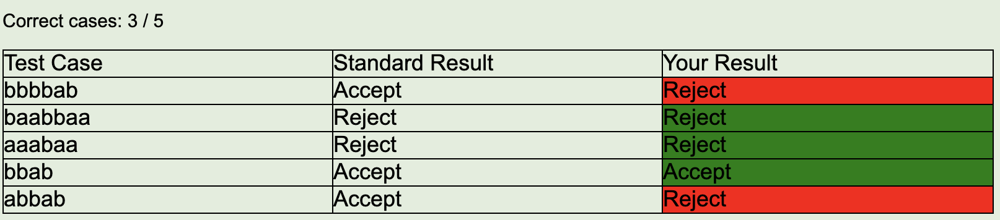 Correct cases: 3 / 5
Test Case Standard Result Your Result
bbbbab Accept Reject
baabbaa Reject Reject
aaabaa Reject Reject
bbab Accept Accept
abbab Accept Reject